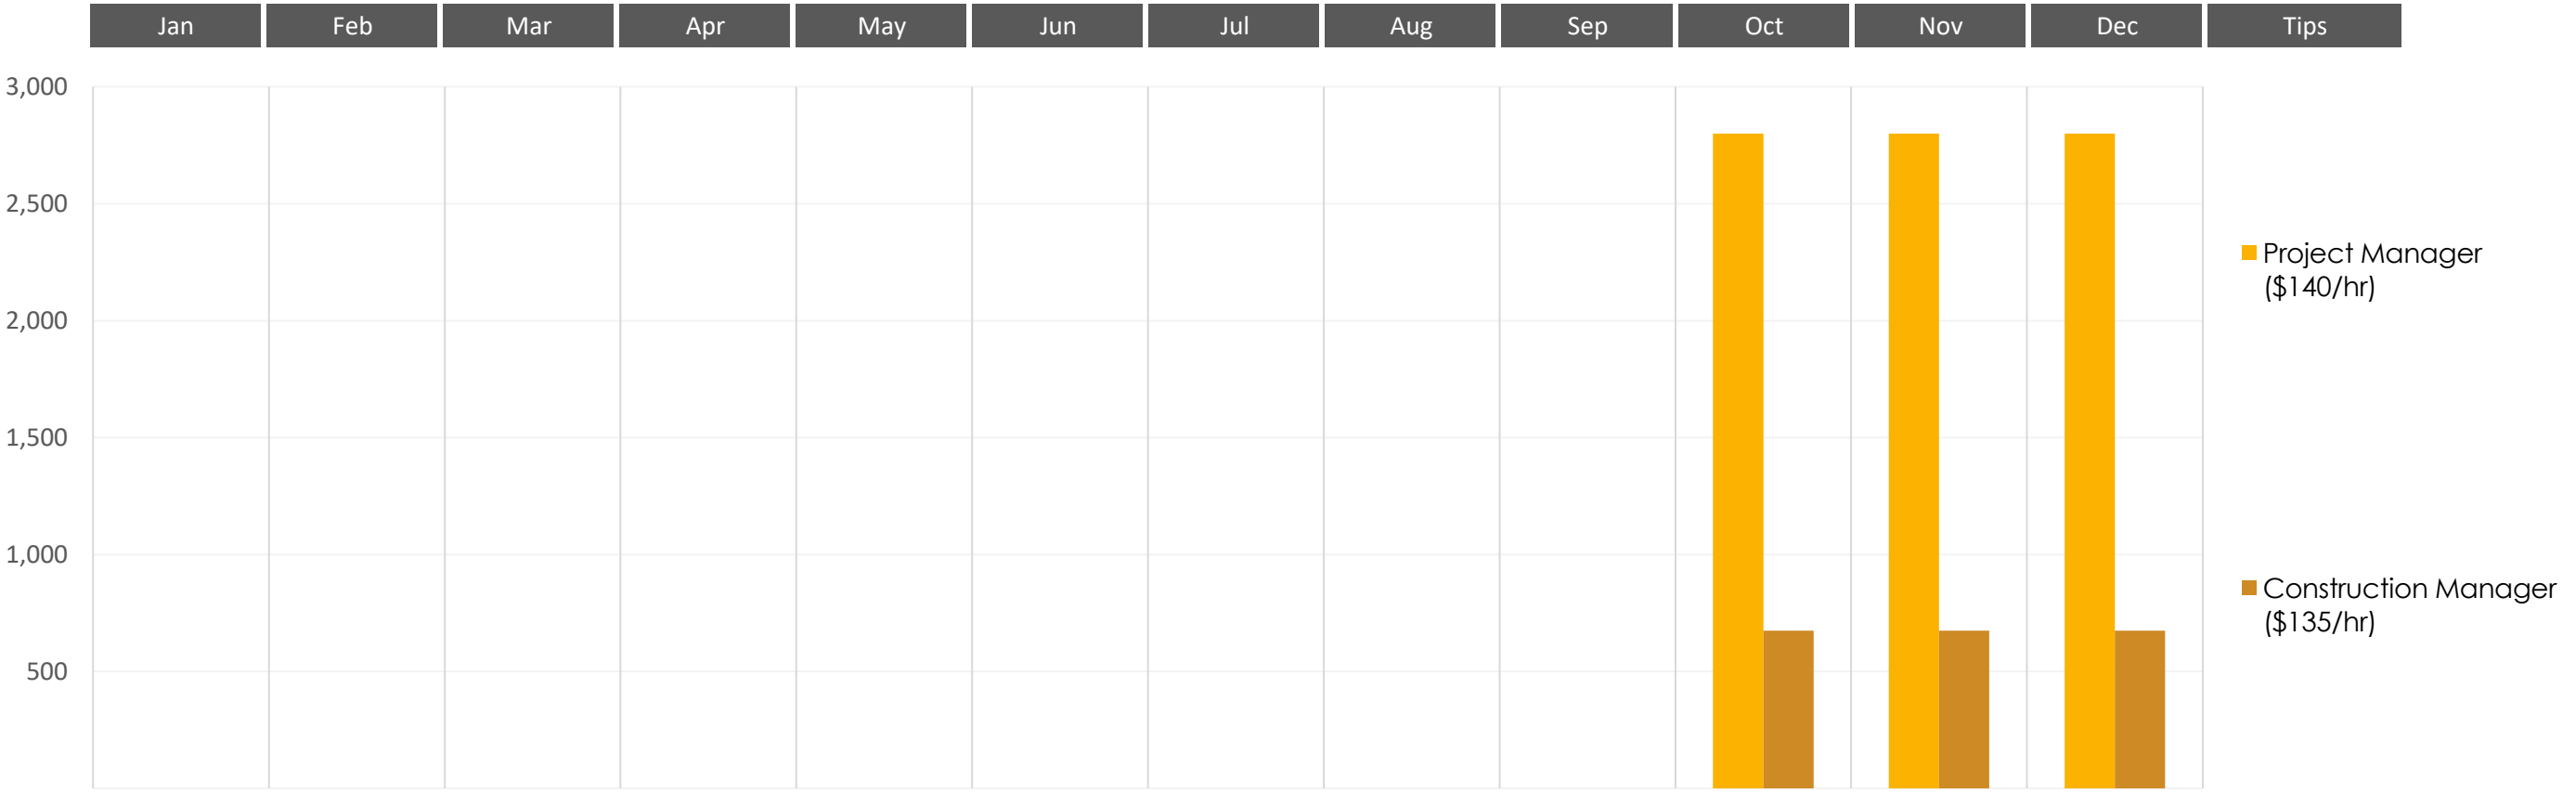 Jan Feb Mar Apr May Jun Jul Aug Sep Oct Nov Dec Tips
3,000
2,500
Project Manager
($140/hr)
2,000
1,500
1,000
Construction Manager
($135/hr)
500